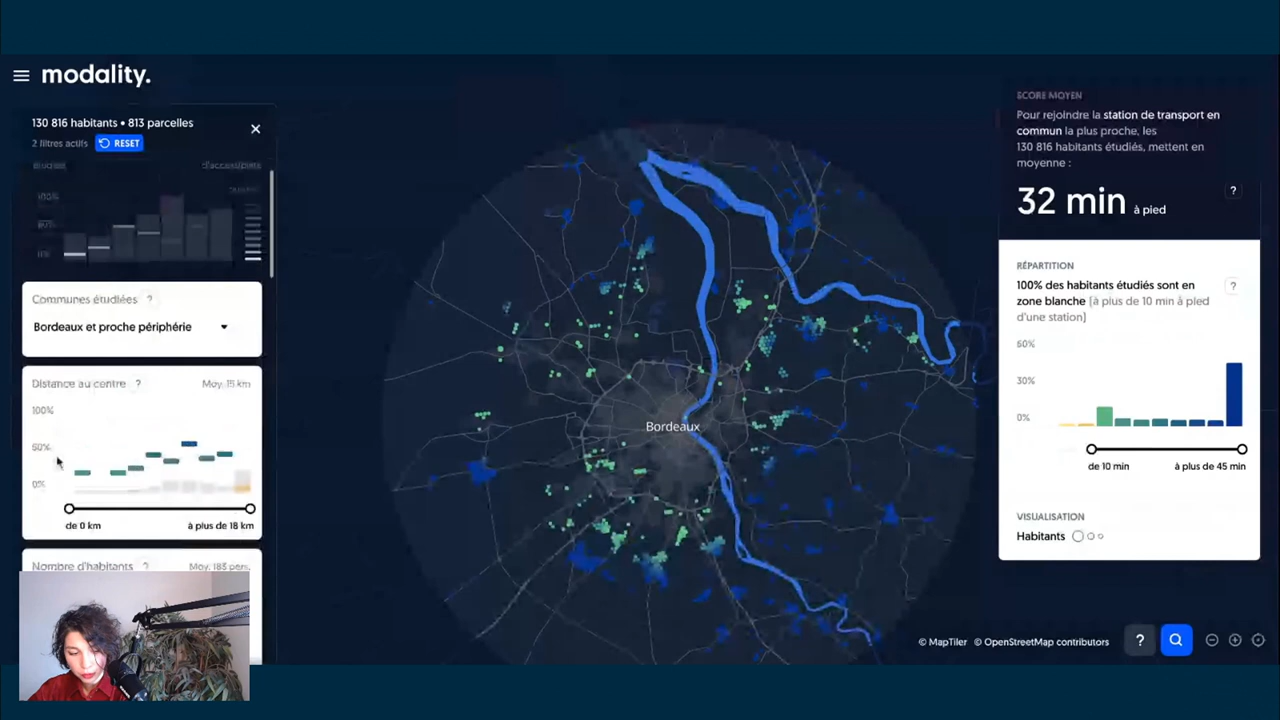 modality.
130 816 habitants • 813 parcelles
2 filtres actifs
RESET
100%
0%
Communes étudiées ?
Bordeaux et proche périphérie
Distance au centre ?
Moy. 15 km
100%
50%
0%
de 0 km
à plus de 18 km
Nombre d'habitants ?
Bordeaux
SCORE MOYEN
Pour rejoindre la station de transport en
commun la plus proche, les
130 816 habitants étudiés, mettent en
moyenne :
32 min à pied
?
RÉPARTITION
100% des habitants étudiés sont en
zone blanche (à plus de 10 min à pied
d'une station)
?
60%
30%
0%
de 10 min
à plus de 45 min
VISUALISATION
Habitants
© MapTiler © OpenStreetMap contributors
?